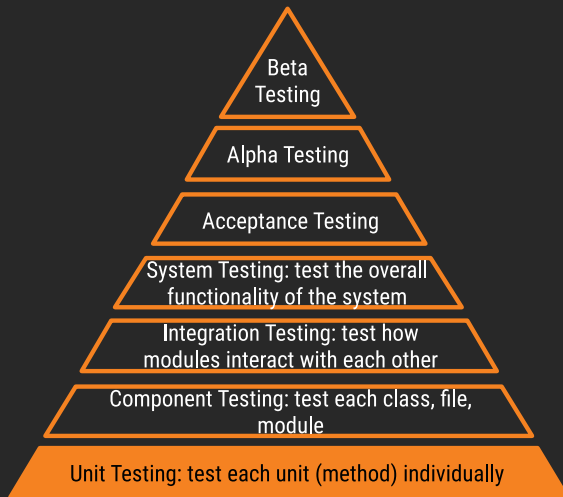 Beta
Testing
Alpha Testing
Acceptance Testing
System Testing: test the overall
functionality of the system
Integration Testing: test how
modules interact with each other
Component Testing: test each class, file,
module
Unit Testing: test each unit (method) individually